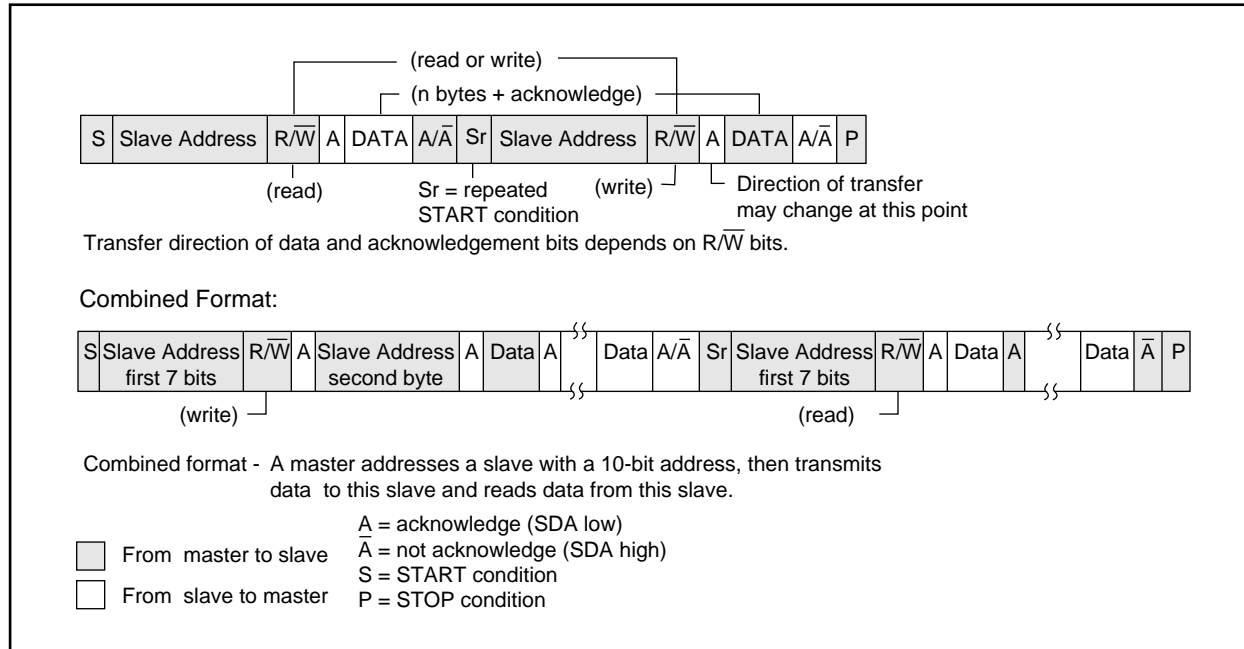 (read or write)
(n bytes + acknowledge)
S Slave Address R/W̅ A DATA A/A̅ Sr Slave Address R/W̅ A DATA A/A̅ P
(read) Sr = repeated (write) Direction of transfer
START condition may change at this point
Transfer direction of data and acknowledgement bits depends on R/W̅ bits.
Combined Format:
S Slave Address R/W̅ A Slave Address A Data A Data A/A̅ Sr Slave Address R/W̅ A Data A Data A̅ P
first 7 bits second byte first 7 bits
(write) (read)
Combined format - A master addresses a slave with a 10-bit address, then transmits
data to this slave and reads data from this slave.
A = acknowledge (SDA low)
From master to slave A̅ = not acknowledge (SDA high)
S = START condition
From slave to master P = STOP condition